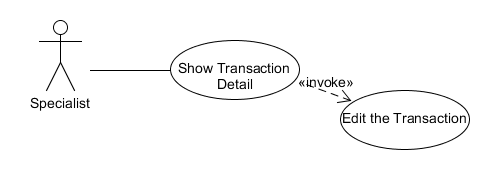 Show Transaction
Detail
«invoke»
Specialist
Edit the Transaction